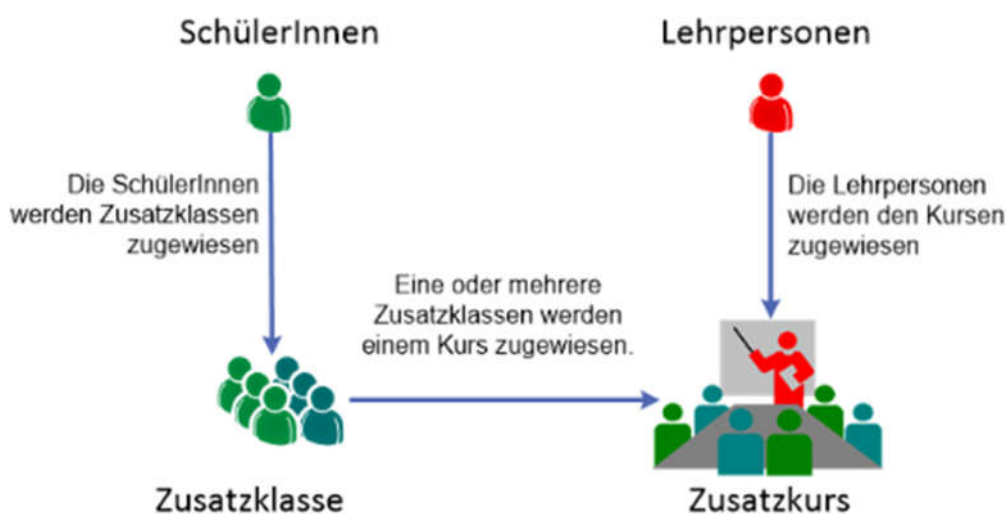 SchülerInnen
Lehrpersonen
Die SchülerInnen
werden Zusatzklassen
zugewiesen
Die Lehrpersonen
werden den Kursen
zugewiesen
Eine oder mehrere
Zusatzklassen werden
einem Kurs zugewiesen.
Zusatzklasse
Zusatzkurs